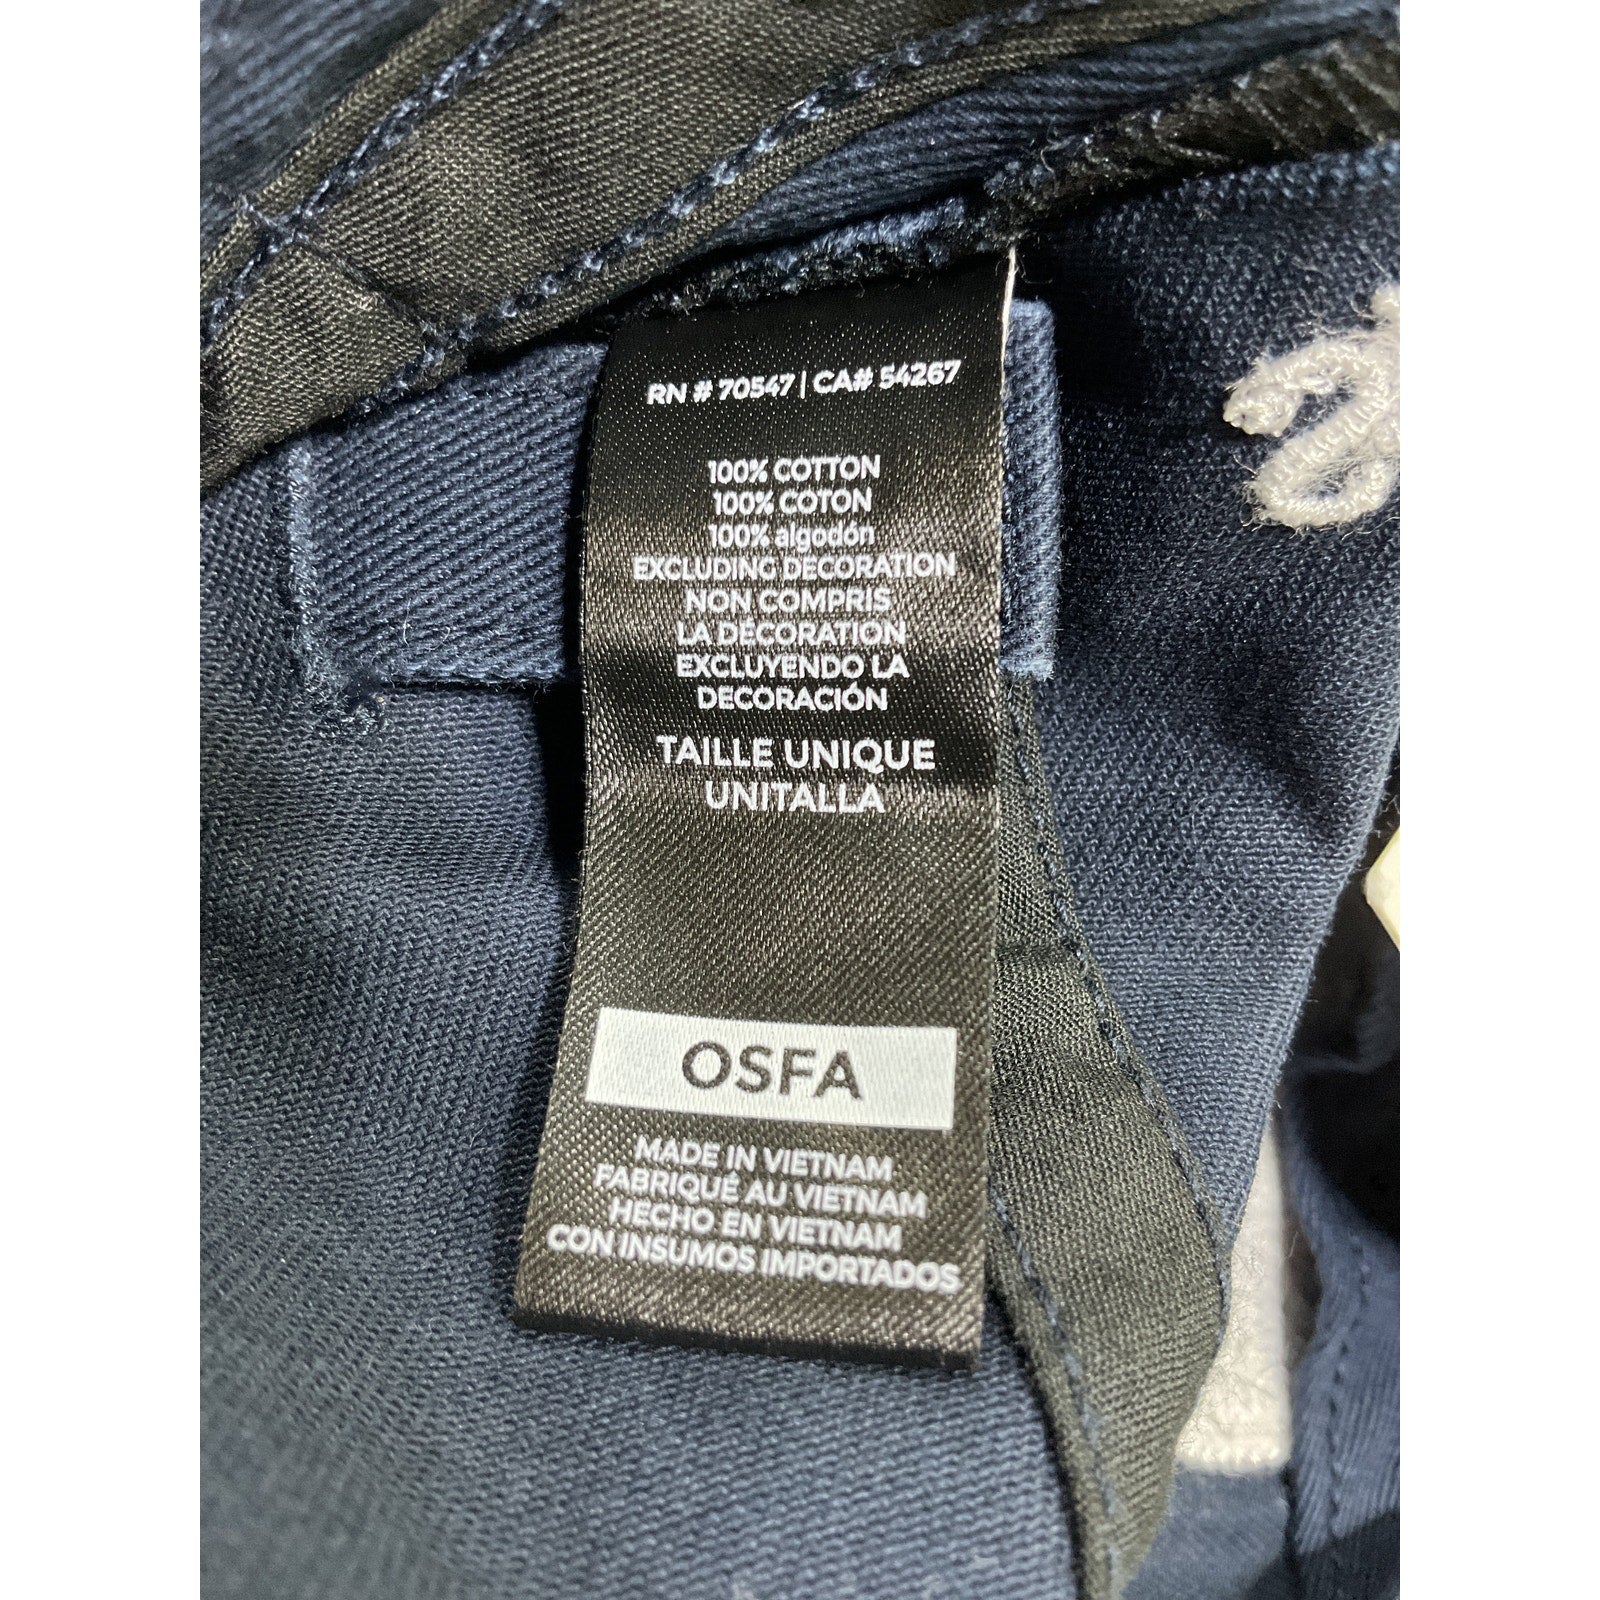 RN # 70547 | CA# 54267
100% COTTON
100% COTON
100% algodón
EXCLUDING DECORATION
NON COMPRIS
LA DÉCORATION
EXCLUYENDO LA
DECORACIÓN
TAILLE UNIQUE
UNITALLA
OSFA
MADE IN VIETNAM
FABRIQUÉ AU VIETNAM
HECHO EN VIETNAM
CON INSUMOS IMPORTADOS